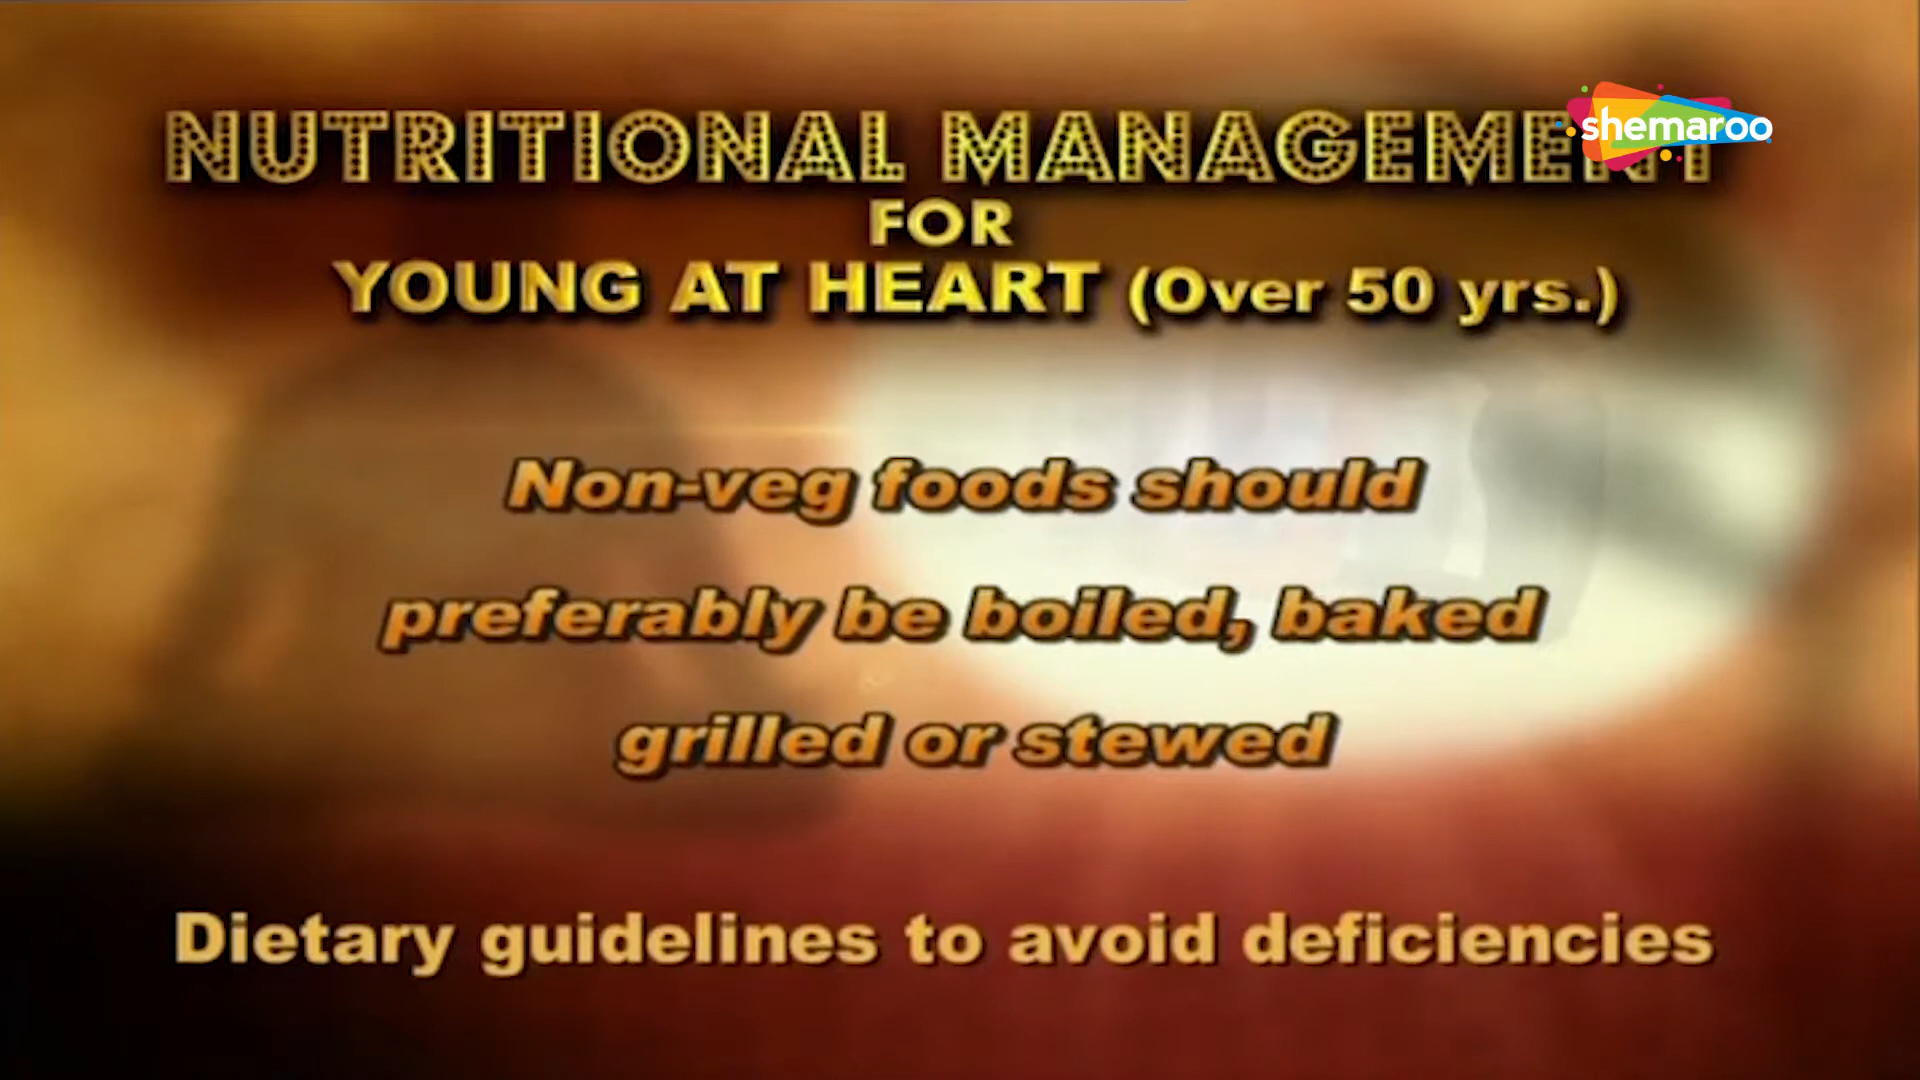 NUTRITIONAL MANAGEMENT
shemaroo
FOR
YOUNG AT HEART (Over 50 yrs.)
Non-veg foods should
preferably be boiled, baked
grilled or stewed
Dietary guidelines to avoid deficiencies